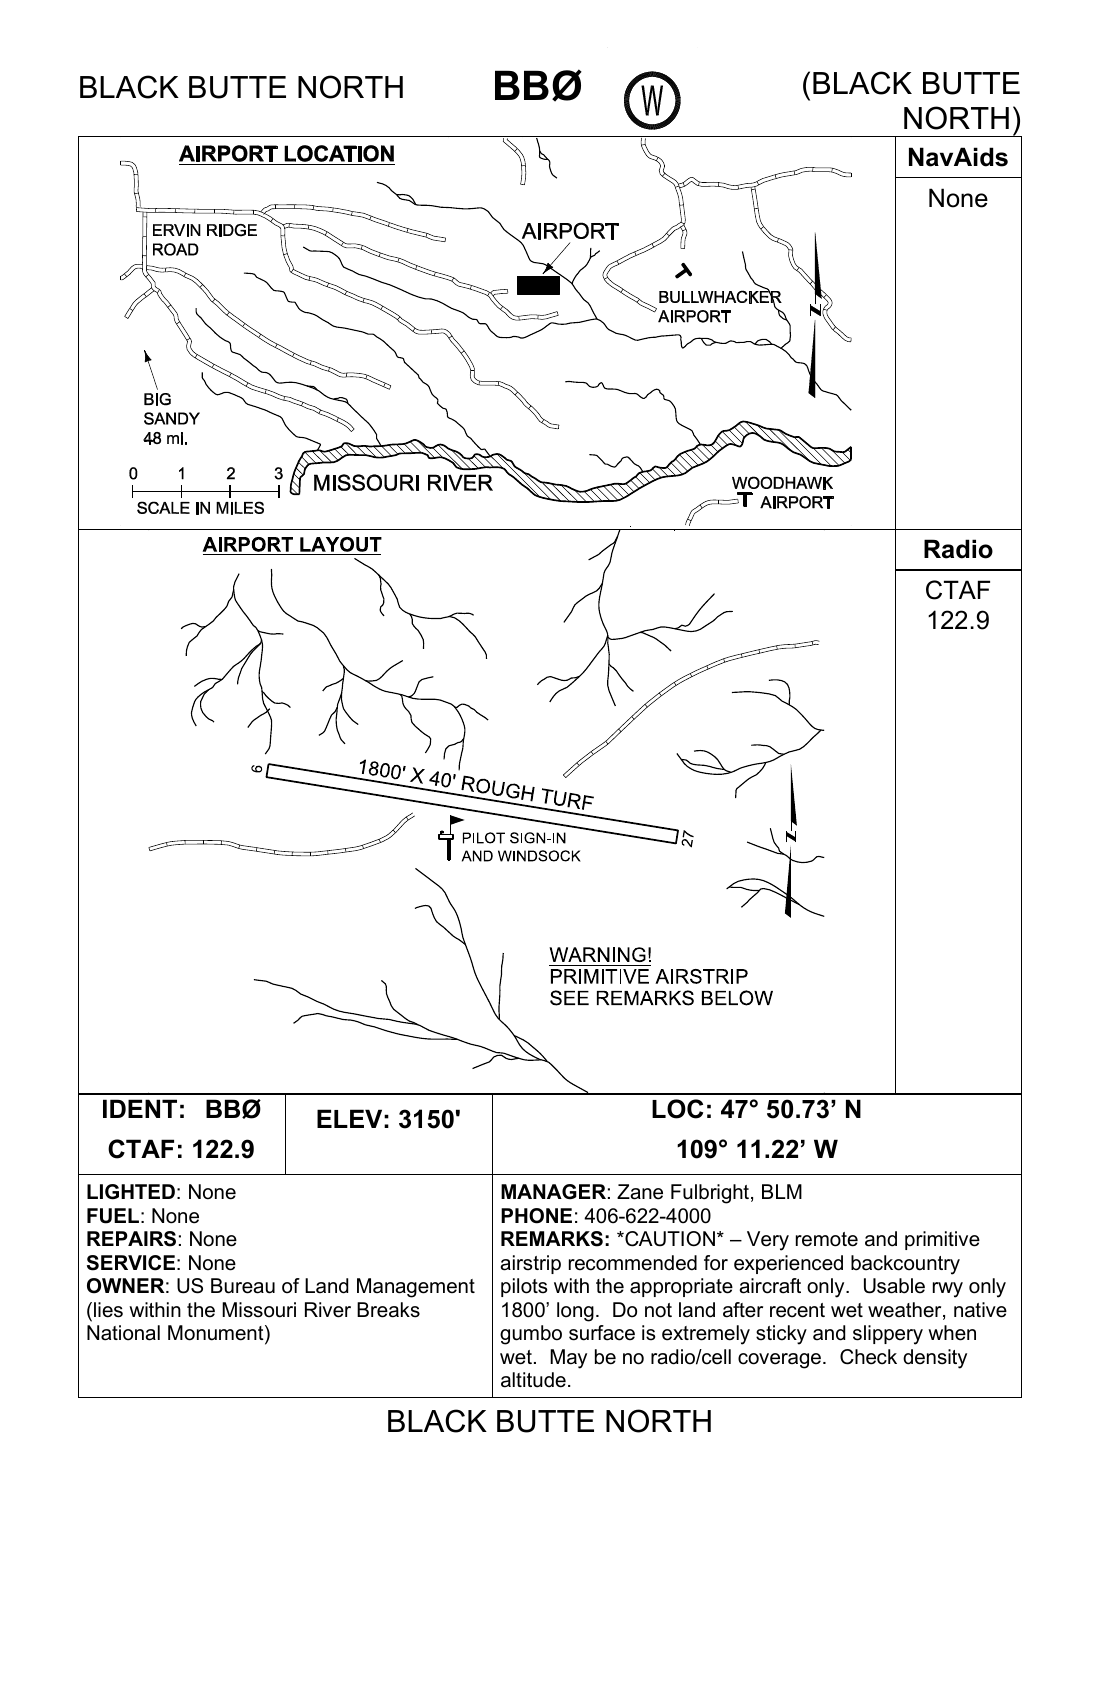 BLACK BUTTE NORTH
BBØ
W
(BLACK BUTTE
NORTH)
AIRPORT LOCATION
ERVIN RIDGE
ROAD
AIRPORT
BULLWHACKER
AIRPORT
N
BIG
SANDY
48 mi.
0 1 2 3
SCALE IN MILES
MISSOURI RIVER
WOODHAWK
AIRPORT
NavAids
None
AIRPORT LAYOUT
9
1800' X 40' ROUGH TURF
27
PILOT SIGN-IN
AND WINDSOCK
N
WARNING!
PRIMITIVE AIRSTRIP
SEE REMARKS BELOW
Radio
CTAF
122.9
IDENT: BBØ
CTAF: 122.9
ELEV: 3150'
LOC: 47° 50.73’ N
109° 11.22’ W
LIGHTED: None
FUEL: None
REPAIRS: None
SERVICE: None
OWNER: US Bureau of Land Management
(lies within the Missouri River Breaks
National Monument)
MANAGER: Zane Fulbright, BLM
PHONE: 406-622-4000
REMARKS: *CAUTION* – Very remote and primitive
airstrip recommended for experienced backcountry
pilots with the appropriate aircraft only. Usable rwy only
1800’ long. Do not land after recent wet weather, native
gumbo surface is extremely sticky and slippery when
wet. May be no radio/cell coverage. Check density
altitude.
BLACK BUTTE NORTH